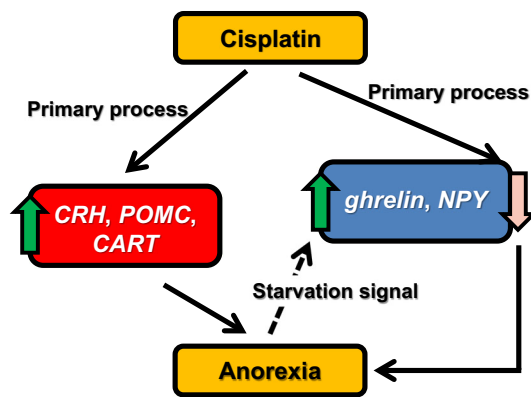 Cisplatin
Primary process
Primary process
CRH, POMC,
CART
ghrelin, NPY
Starvation signal
Anorexia